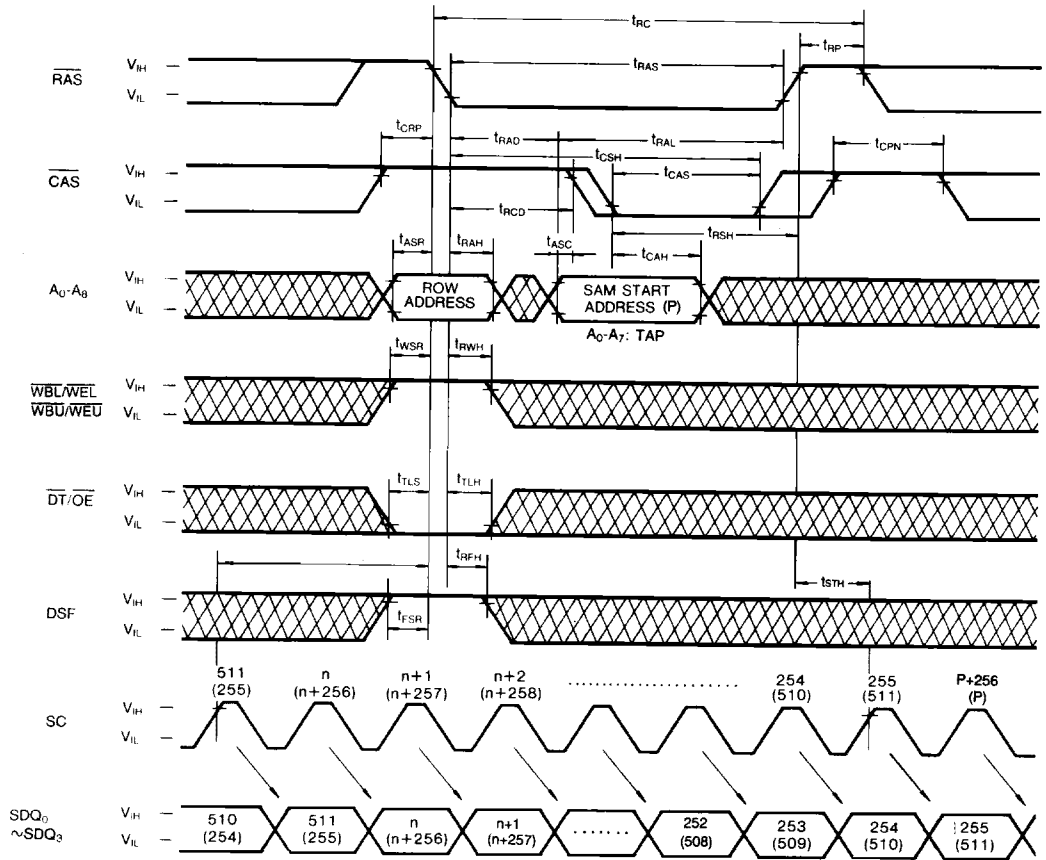 tRC
tRP
RAS
VIH
VIL
tRAS
tCRP
tRAD
tRAL
tCSH
tCPN
CAS
VIH
VIL
tCAS
tRCD
tRSH
tASR
tRAH
tASC
tCAH
A0-A8
VIH
VIL
ROW
ADDRESS
SAM START
ADDRESS (P)
A0-A7: TAP
tWSR
tRWH
WBL/WEL
WBU/WEU
VIH
VIL
tTLS
tTLH
DT/OE
VIH
VIL
tRFH
tSTH
DSF
VIH
VIL
tFSR
511
(255)
n
(n+256)
n+1
(n+257)
n+2
(n+258)
254
(510)
255
(511)
P+256
(P)
SC
VIH
VIL
SDQ0
~SDQ3
VIH
VIL
510
(254)
511
(255)
n
(n+256)
n+1
(n+257)
252
(508)
253
(509)
254
(510)
255
(511)